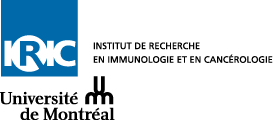 IRIC
INSTITUT DE RECHERCHE
EN IMMUNOLOGIE ET EN CANCÉROLOGIE
Université
de Montréal